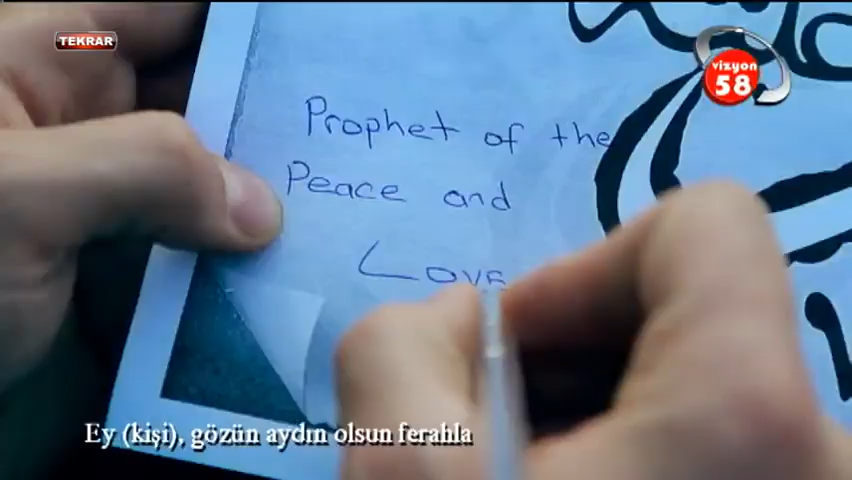 TEKRAR
vizyon
58
Prophet of the
Peace and
Love
Ey (kişi), gözün aydın olsun ferahla